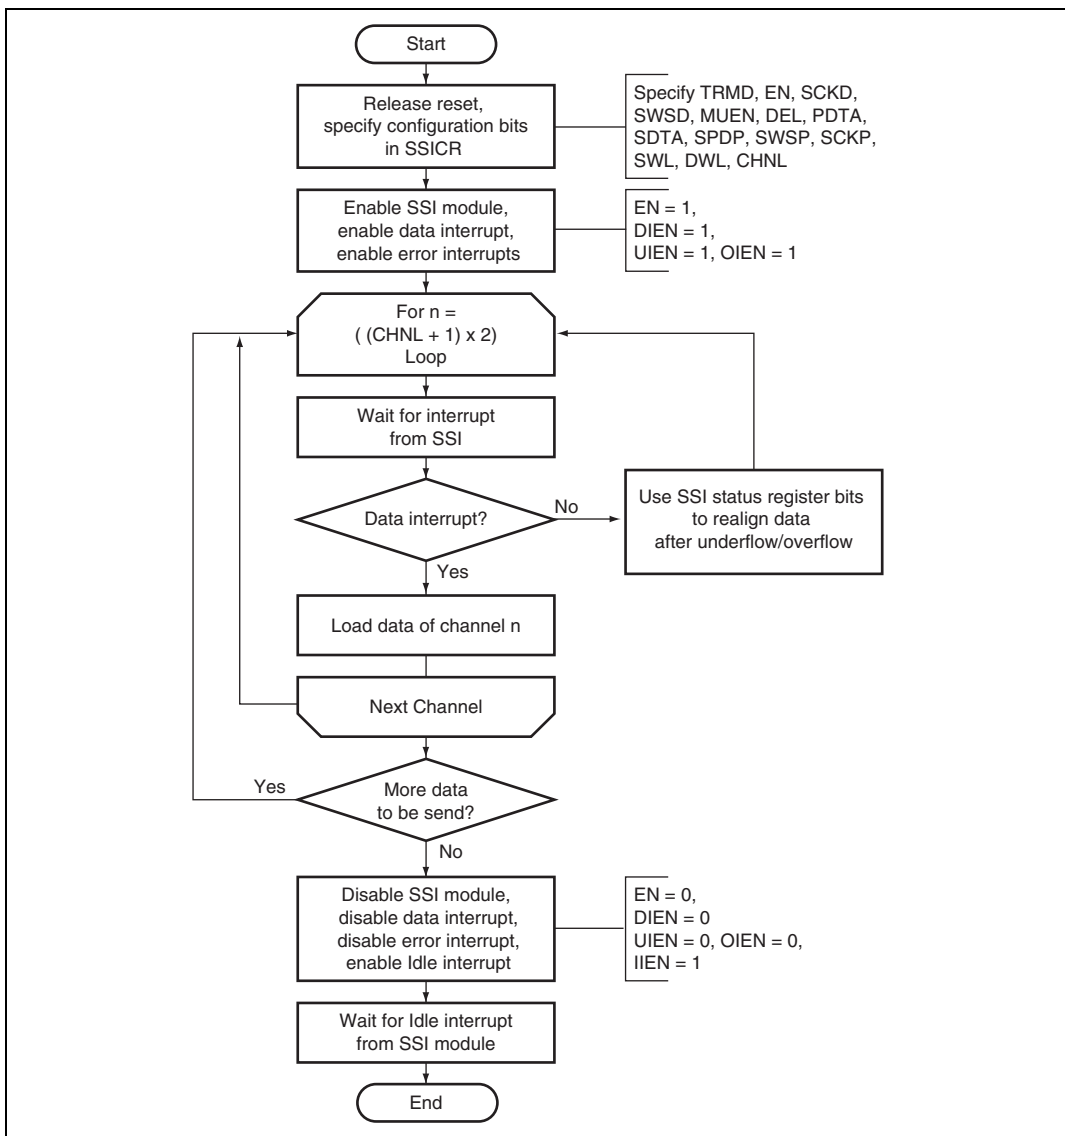 Start
Release reset,
specify configuration bits
in SSICR
Specify TRMD, EN, SCKD,
SWSD, MUEN, DEL, PDTA,
SDTA, SPDP, SWSP, SCKP,
SWL, DWL, CHNL
Enable SSI module,
enable data interrupt,
enable error interrupts
EN = 1,
DIEN = 1,
UIEN = 1, OIEN = 1
For n =
( (CHNL + 1) x 2)
Loop
Wait for interrupt
from SSI
Data interrupt?
No
Use SSI status register bits
to realign data
after underflow/overflow
Yes
Load data of channel n
Next Channel
Yes
More data
to be send?
No
Disable SSI module,
disable data interrupt,
disable error interrupt,
enable Idle interrupt
EN = 0,
DIEN = 0
UIEN = 0, OIEN = 0,
IIEN = 1
Wait for Idle interrupt
from SSI module
End